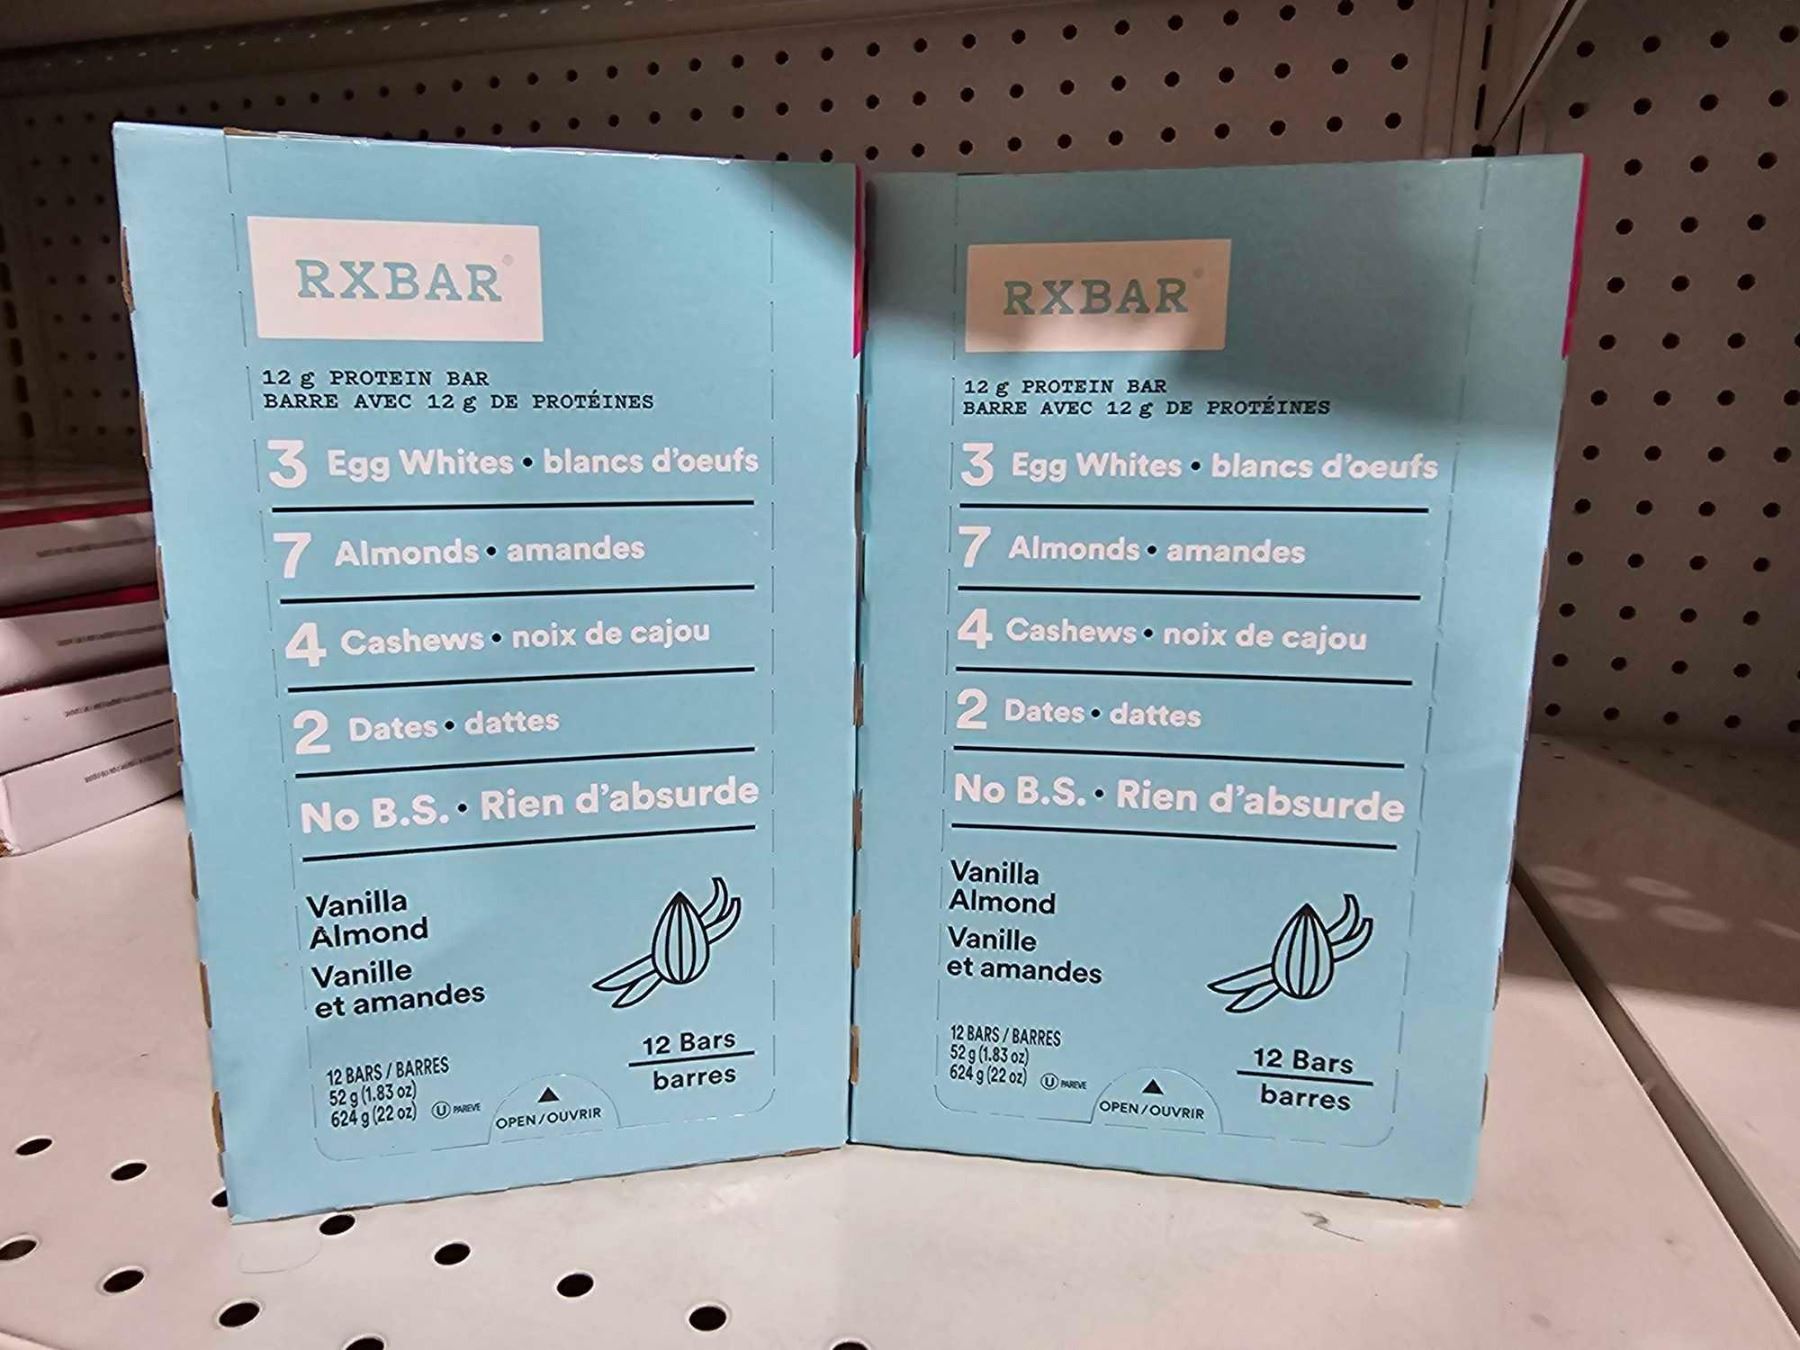 RXBAR
12 g PROTEIN BAR
BARRE AVEC 12 g DE PROTÉINES
3 Egg Whites • blancs d'oeufs
7 Almonds • amandes
4 Cashews • noix de cajou
2 Dates • dattes
No B.S. • Rien d'absurde
Vanilla
Almond
Vanille
et amandes
12 BARS / BARRES
52 g (1.83 oz)
624 g (22 oz) U PAREVE
OPEN / OUVRIR
12 Bars
barres
RXBAR
12 g PROTEIN BAR
BARRE AVEC 12 g DE PROTÉINES
3 Egg Whites • blancs d'oeufs
7 Almonds • amandes
4 Cashews • noix de cajou
2 Dates • dattes
No B.S. • Rien d'absurde
Vanilla
Almond
Vanille
et amandes
12 BARS / BARRES
52 g (1.83 oz)
624 g (22 oz) U PAREVE
OPEN / OUVRIR
12 Bars
barres